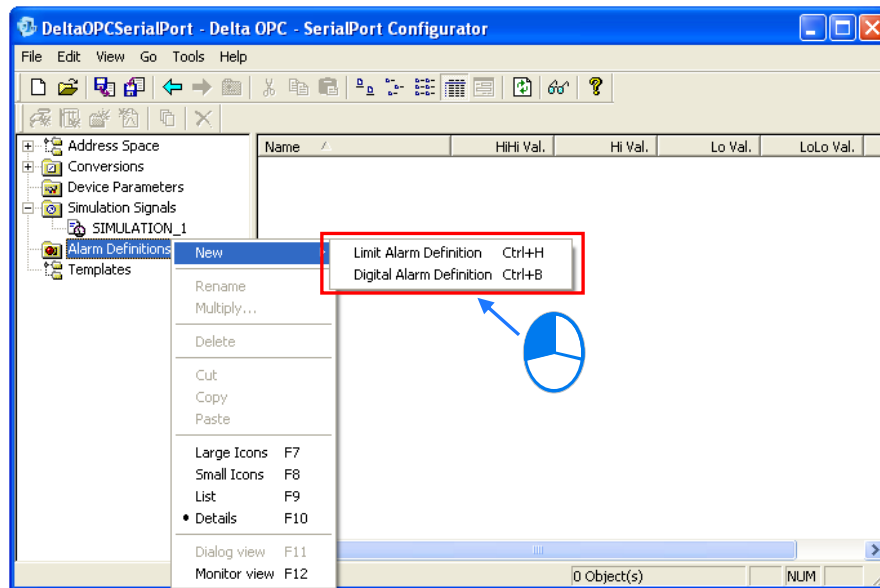 DeltaOPCSerialPort - Delta OPC - SerialPort Configurator
File Edit View Go Tools Help
Address Space
Conversions
Device Parameters
Simulation Signals
SIMULATION_1
Alarm Definitions
Templates
Name HiHi Val. Hi Val. Lo Val. LoLo Val.
New
Rename
Multiply...
Delete
Cut
Copy
Paste
Large Icons F7
Small Icons F8
List F9
Details F10
Dialog view F11
Monitor view F12
Limit Alarm Definition Ctrl+H
Digital Alarm Definition Ctrl+B
0 Object(s) NUM